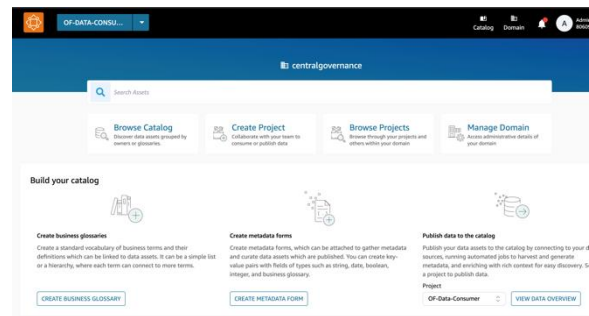 OF-DATA-CONSU...
Catalog
Domain
A
centralgovernance
Search Assets
Browse Catalog
Discover data assets grouped by
owners or glossaries.
Create Project
Collaborate with your team to
consume or publish data
Browse Projects
Browse through your projects and
others within your domain
Manage Domain
Access administrative details of
your domain
Build your catalog
Create business glossaries
Create a standard vocabulary of business terms and their
definitions which can be linked to data assets. It can be a simple list
or a hierarchy, where each term can connect to more terms.
CREATE BUSINESS GLOSSARY
Create metadata forms
Create metadata forms, which can be attached to gather metadata
and curate data assets which are published. You can create key-
value pairs with fields of types such as string, date, boolean,
integer, and business glossary.
CREATE METADATA FORM
Publish data to the catalog
Publish your data assets to the catalog by connecting to your d
sources, running automated jobs to harvest and generate
metadata, and enriching with rich context for easy discovery. S
a project to publish data.
Project
OF-Data-Consumer
VIEW DATA OVERVIEW